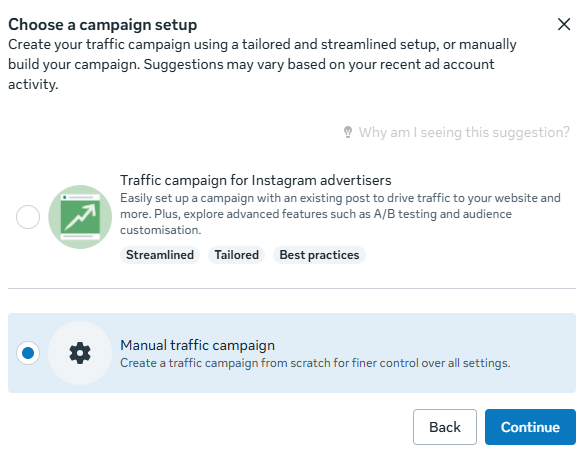 Choose a campaign setup
Create your traffic campaign using a tailored and streamlined setup, or manually
build your campaign. Suggestions may vary based on your recent ad account
activity.
Why am I seeing this suggestion?
Traffic campaign for Instagram advertisers
Easily set up a campaign with an existing post to drive traffic to your website and
more. Plus, explore advanced features such as A/B testing and audience
customisation.
Streamlined Tailored Best practices
Manual traffic campaign
Create a traffic campaign from scratch for finer control over all settings.
Back Continue